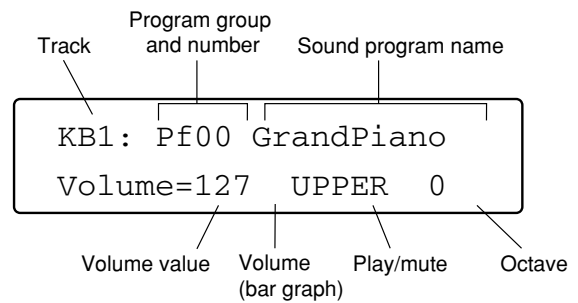 Program group
and number
Track
Sound program name
KB1: Pf00 GrandPiano
Volume=127 UPPER 0
Volume value
Volume
(bar graph)
Play/mute
Octave